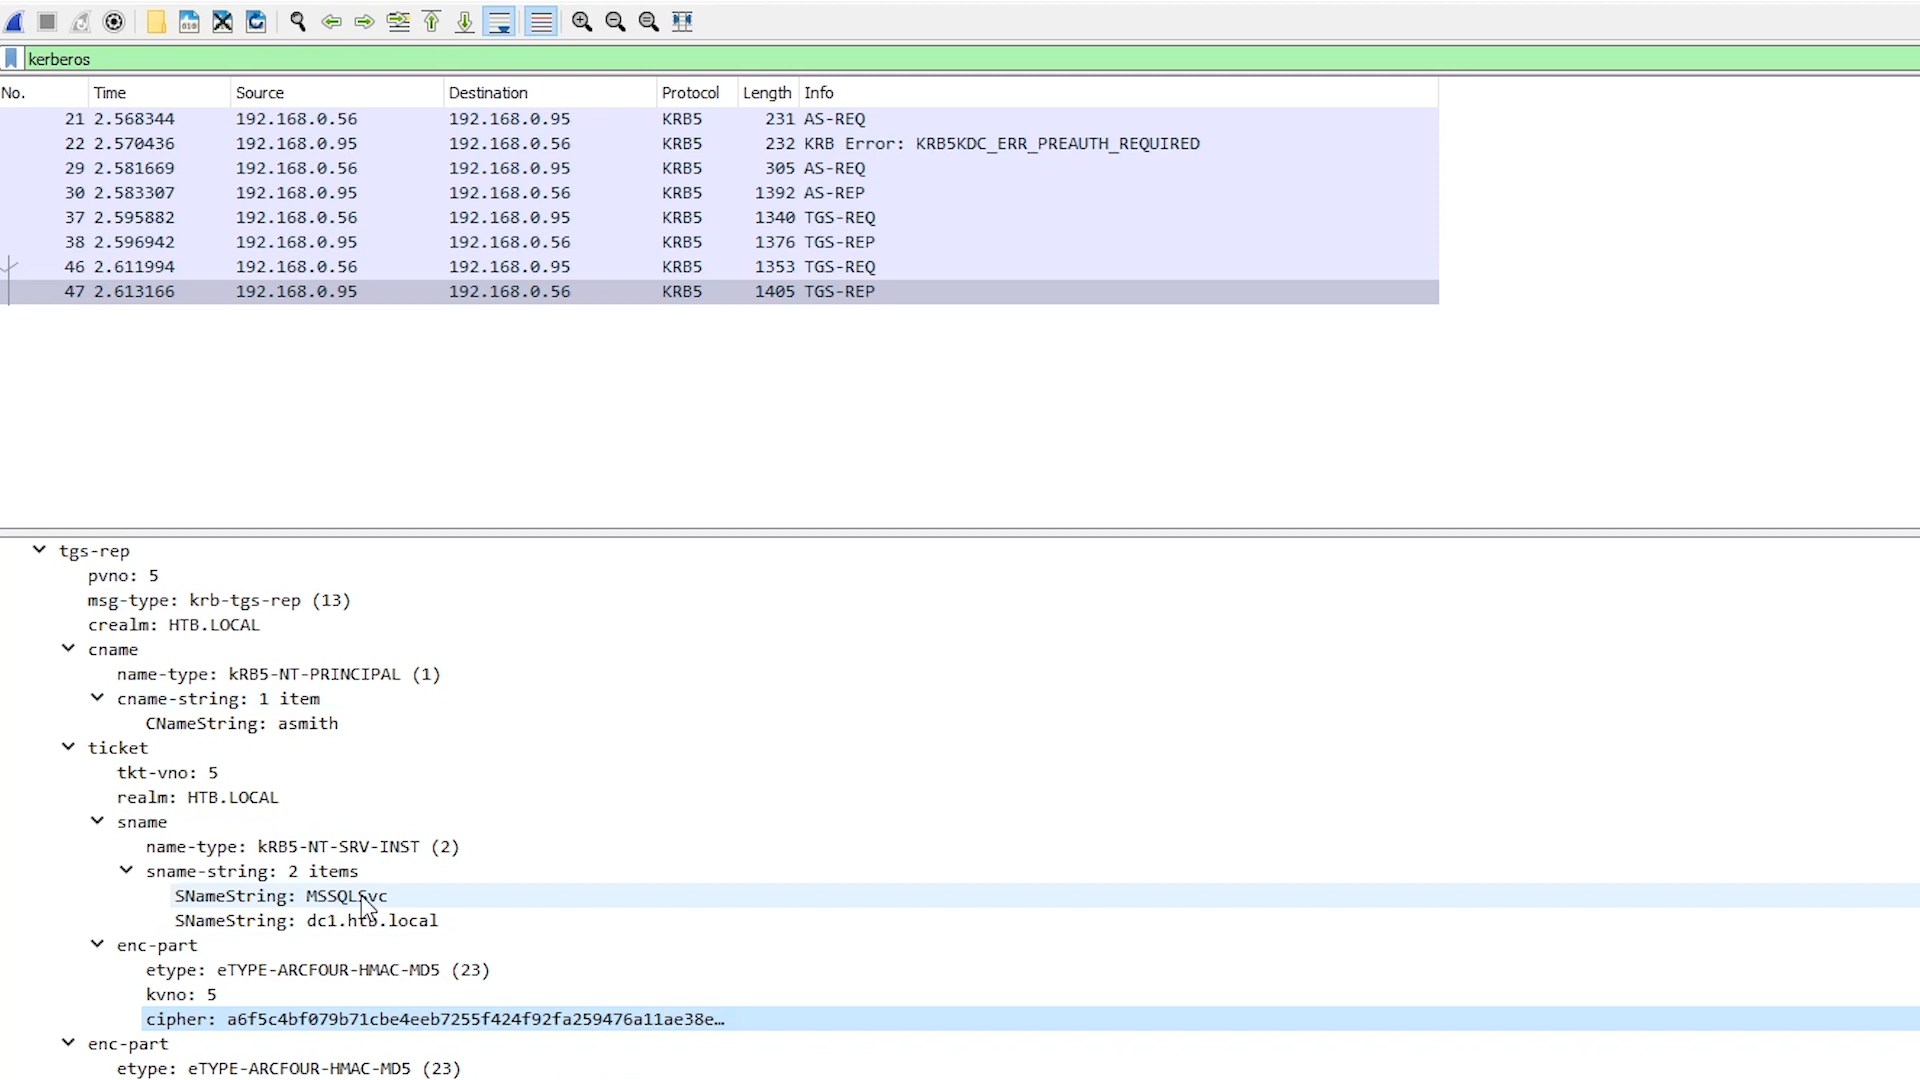 kerberos
No. Time Source Destination Protocol Length Info
21 2.568344 192.168.0.56 192.168.0.95 KRB5 231 AS-REQ
22 2.570436 192.168.0.95 192.168.0.56 KRB5 232 KRB Error: KRB5KDC_ERR_PREAUTH_REQUIRED
29 2.581669 192.168.0.56 192.168.0.95 KRB5 305 AS-REQ
30 2.583307 192.168.0.95 192.168.0.56 KRB5 1392 AS-REP
37 2.595882 192.168.0.56 192.168.0.95 KRB5 1340 TGS-REQ
38 2.596942 192.168.0.95 192.168.0.56 KRB5 1376 TGS-REP
46 2.611994 192.168.0.56 192.168.0.95 KRB5 1353 TGS-REQ
47 2.613166 192.168.0.95 192.168.0.56 KRB5 1405 TGS-REP
tgs-rep
pvno: 5
msg-type: krb-tgs-rep (13)
crealm: HTB.LOCAL
cname
name-type: kRB5-NT-PRINCIPAL (1)
cname-string: 1 item
CNameString: asmith
ticket
tkt-vno: 5
realm: HTB.LOCAL
sname
name-type: kRB5-NT-SRV-INST (2)
sname-string: 2 items
SNameString: MSSQLSvc
SNameString: dc1.htb.local
enc-part
etype: eTYPE-ARCFOUR-HMAC-MD5 (23)
kvno: 5
cipher: a6f5c4bf079b71cbe4eeb7255f424f92fa259476a11ae38e…
enc-part
etype: eTYPE-ARCFOUR-HMAC-MD5 (23)